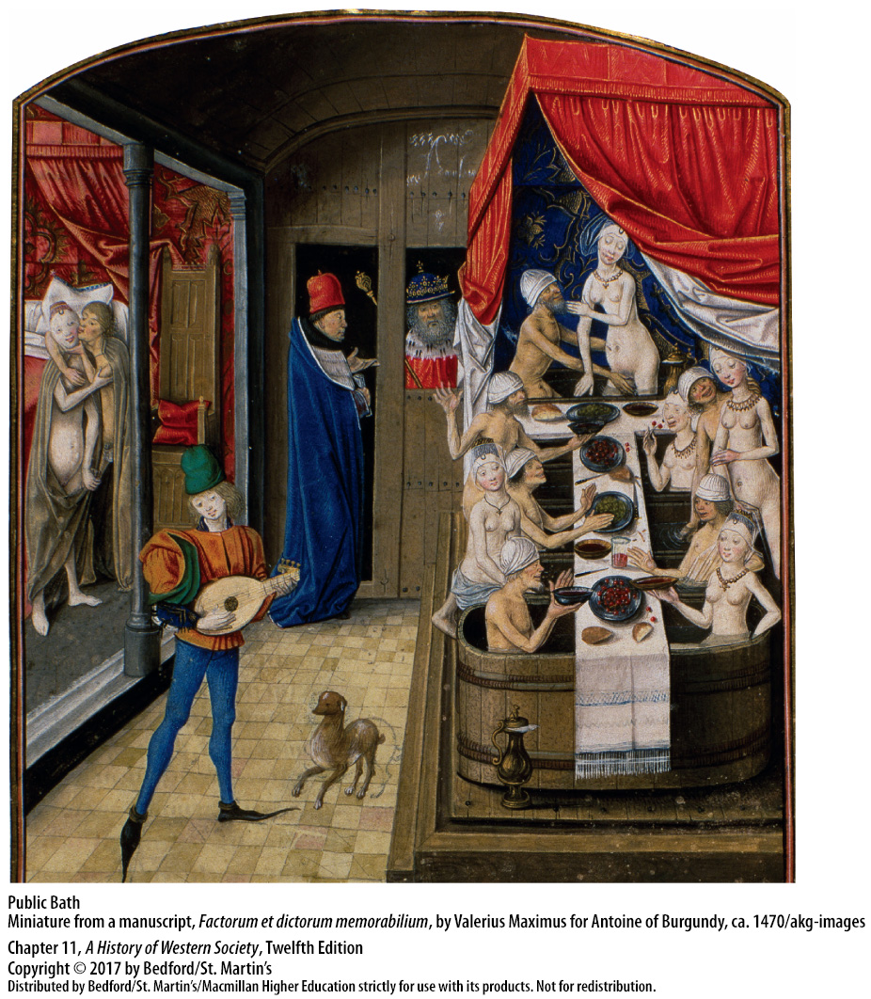 Public Bath
Miniature from a manuscript, Factorum et dictorum memorabilium, by Valerius Maximus for Antoine of Burgundy, ca. 1470/akg-images
Chapter 11, A History of Western Society, Twelfth Edition
Copyright © 2017 by Bedford/St. Martin's
Distributed by Bedford/St. Martin's/Macmillan Higher Education strictly for use with its products. Not for redistribution.